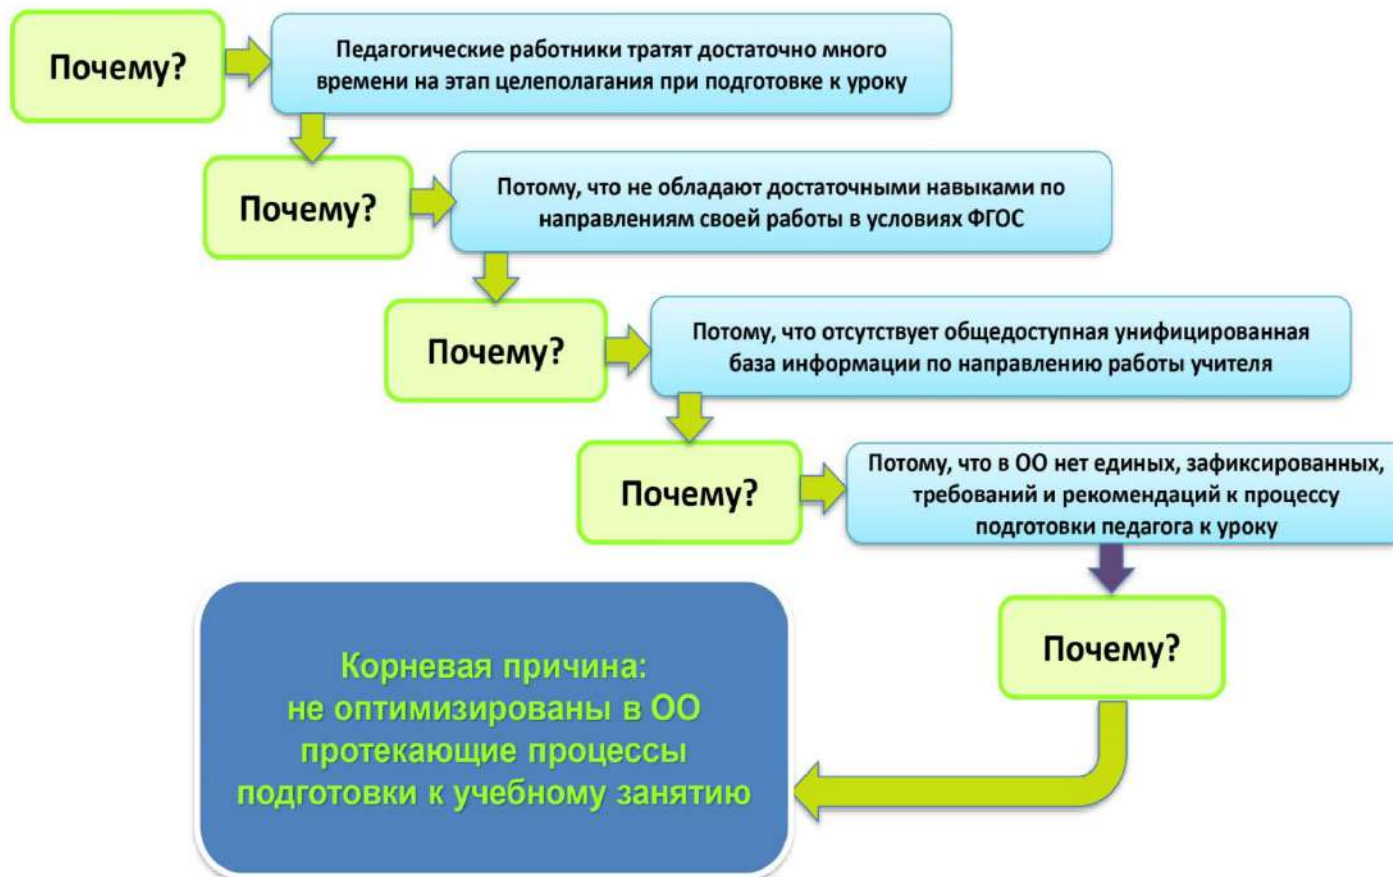 Почему?
Педагогические работники тратят достаточно много
времени на этап целеполагания при подготовке к уроку
Почему?
Потому, что не обладают достаточными навыками по
направлениям своей работы в условиях ФГОС
Почему?
Потому, что отсутствует общедоступная унифицированная
база информации по направлению работы учителя
Почему?
Потому, что в ОО нет единых, зафиксированных,
требований и рекомендаций к процессу
подготовки педагога к уроку
Почему?
Корневая причина:
не оптимизированы в ОО
протекающие процессы
подготовки к учебному занятию